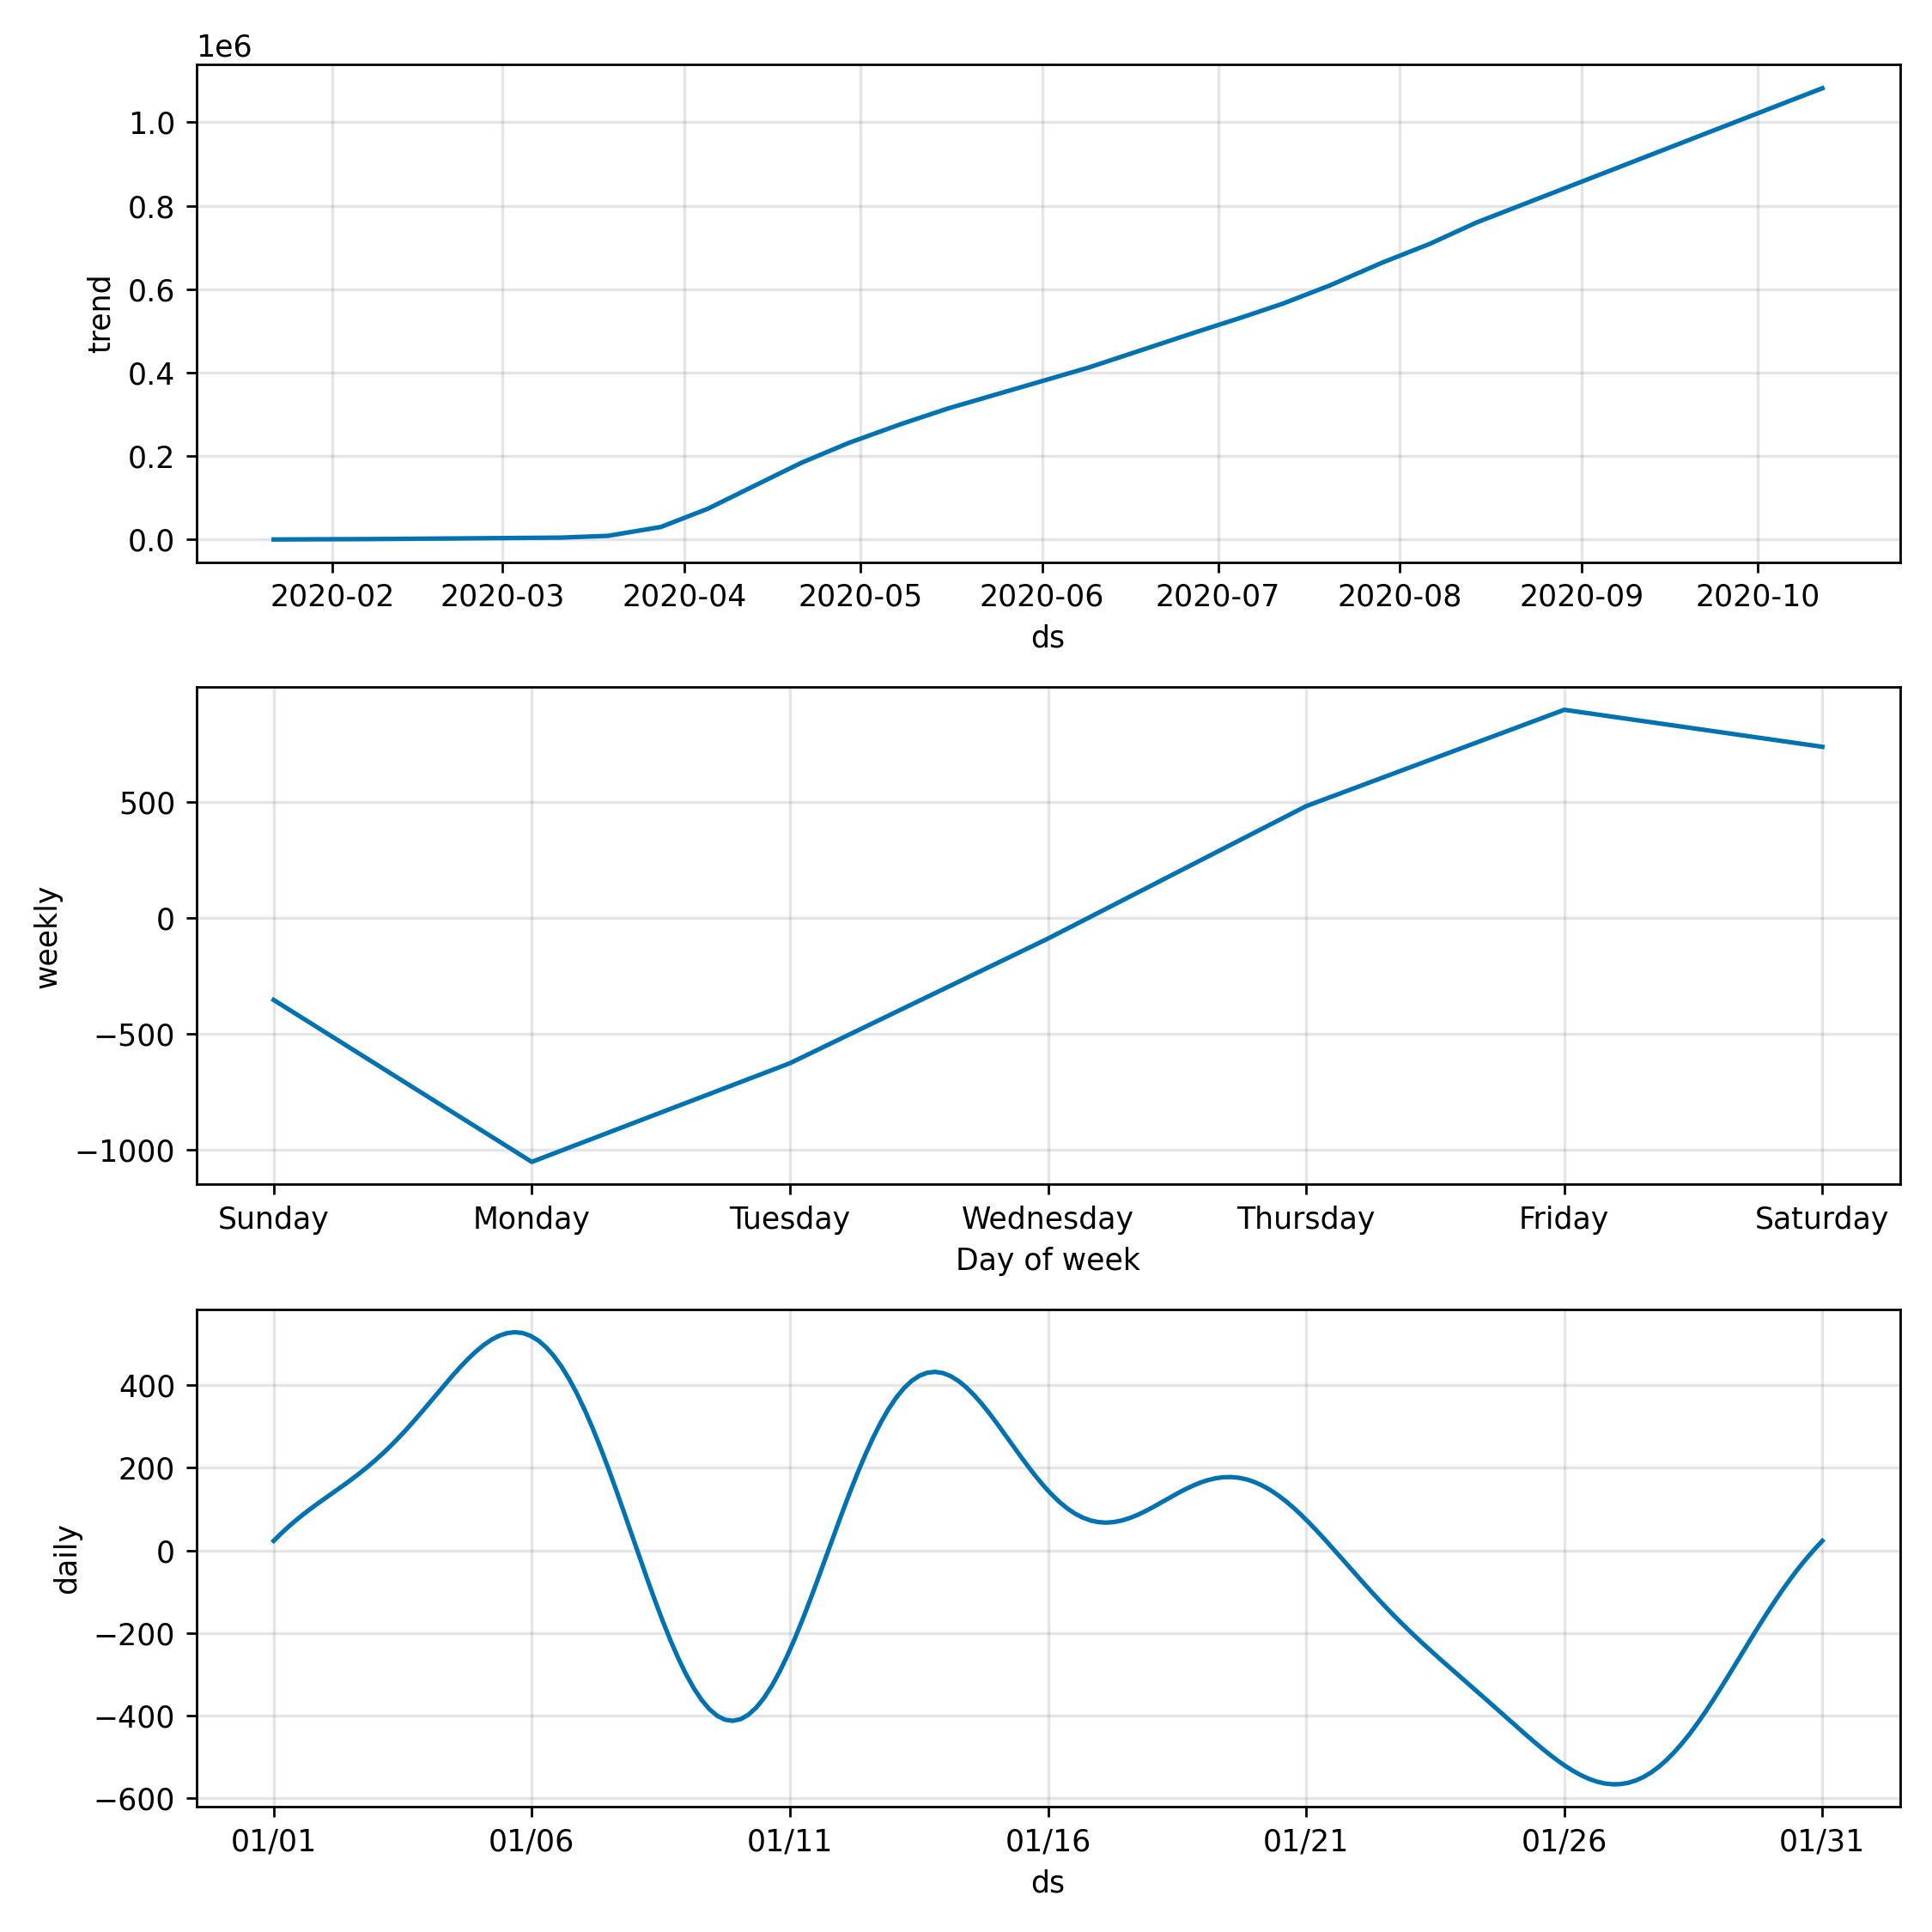 1e6
1.0
0.8
0.6
0.4
0.2
0.0
trend
2020-02 2020-03 2020-04 2020-05 2020-06 2020-07 2020-08 2020-09 2020-10
ds
500
0
−500
−1000
weekly
Sunday Monday Tuesday Wednesday Thursday Friday Saturday
Day of week
400
200
0
−200
−400
−600
daily
01/01 01/06 01/11 01/16 01/21 01/26 01/31
ds